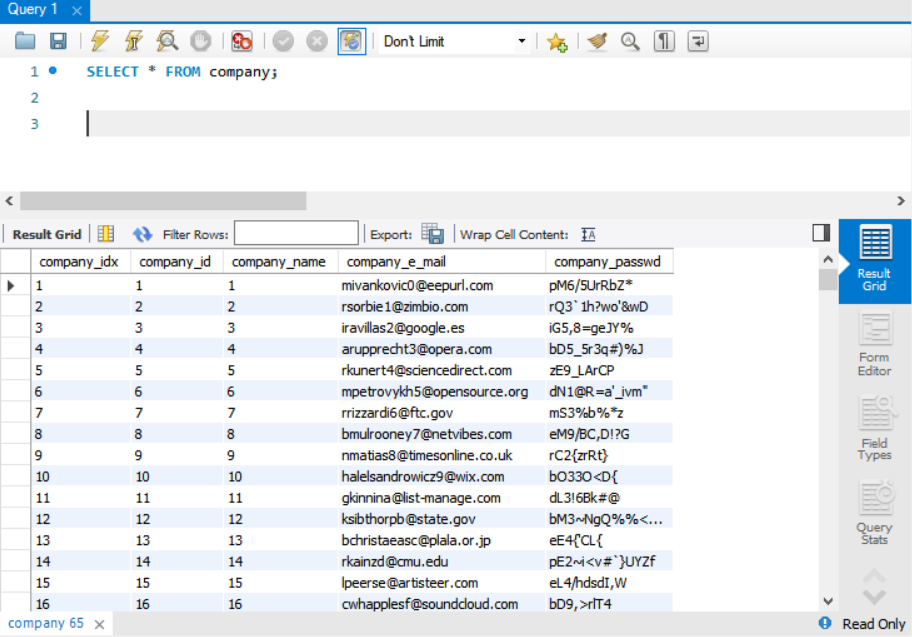 Query 1
Don't Limit
1 SELECT * FROM company;
2
3
Result Grid Filter Rows: Export: Wrap Cell Content:
company_idx company_id company_name company_e_mail company_passwd
1 1 1 mivankovic0@eepurl.com pM6/5UrRbZ*
2 2 2 rsorbie1@zimbio.com rQ3`1h?wo'&wD
3 3 3 iravillas2@google.es iG5,8=geJY%
4 4 4 arupprecht3@opera.com bD5_5r3q#)%J
5 5 5 rkunert4@sciencedirect.com zE9_LArCP
6 6 6 mpetrovykh5@opensource.org dN1@R=a'_jvm"
7 7 7 rrizzardi6@ftc.gov mS3%b%*z
8 8 8 bmulrooney7@netvibes.com eM9/BC,D!?G
9 9 9 nmatias8@timesonline.co.uk rC2{zrRt}
10 10 10 halelsandrowicz9@wix.com bO33O<D{
11 11 11 gkinnina@list-manage.com dL3!6Bk#@
12 12 12 ksibthorpb@state.gov bM3~NgQ%%<...
13 13 13 bchristaeasc@plala.or.jp eE4{'CL{
14 14 14 rkainzd@cmu.edu pE2~i<v#`}UYZf
15 15 15 lpeerse@artisteer.com eL4/hdsdI,W
16 16 16 cwhapplesf@soundcloud.com bD9,>rlT4
Result
Grid
Form
Editor
Field
Types
Query
Stats
company 65
Read Only